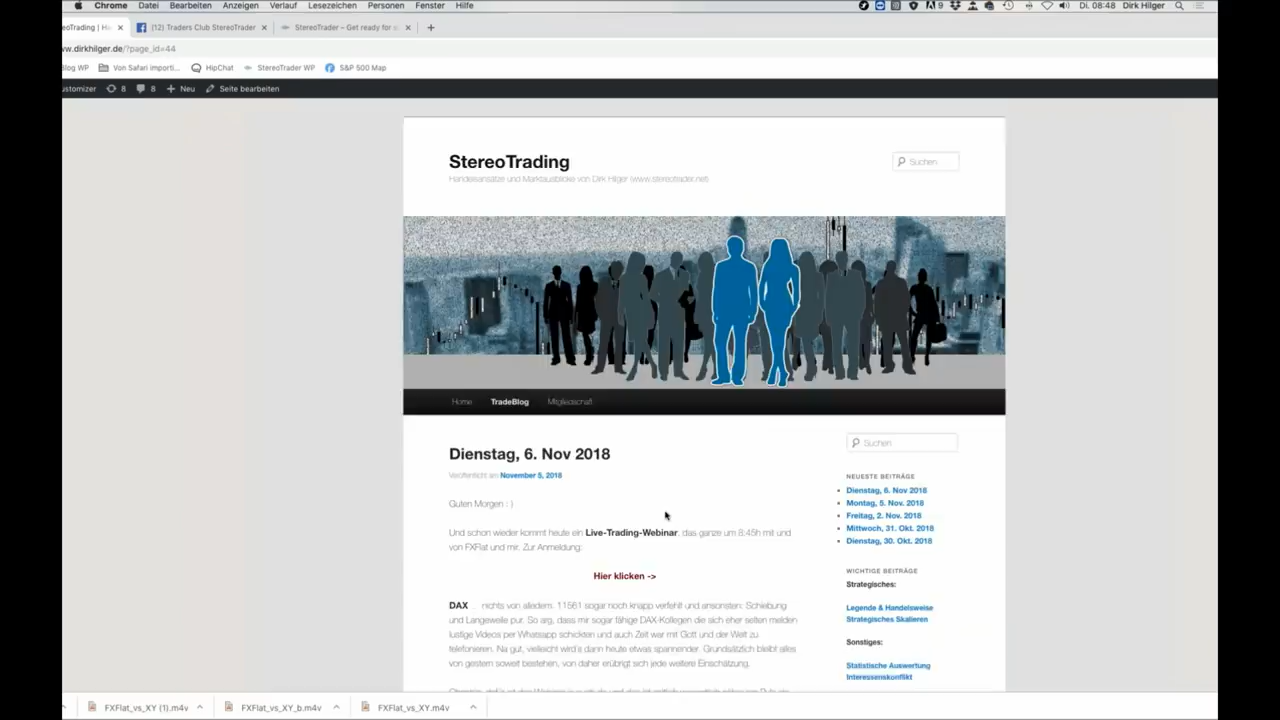 Chrome Datei Bearbeiten Anzeigen Verlauf Lesezeichen Personen Fenster Hilfe 9 Di. 08:48 Dirk Hilger
eoTrading | H (12) Traders Club StereoTrader StereoTrader – Get ready for s
ww.dirkhilger.de/?page_id=44
Blog WP Von Safari importi... HipChat StereoTrader WP S&P 500 Map
ustomizer 8 8 Neu Seite bearbeiten
StereoTrading
Suchen
Handelsansätze und Marktausblicke von Dirk Hilger (www.stereotrader.net)
Home TradeBlog Mitgliedschaft
Suchen
Dienstag, 6. Nov 2018
Veröffentlicht am November 5, 2018
Guten Morgen : )
Und schon wieder kommt heute ein Live-Trading-Webinar, das ganze um 8:45h mit und
von FXFlat und mir. Zur Anmeldung:
Hier klicken ->
DAX nichts von alledem. 11561 sogar noch knapp verfehlt und ansonsten: Schiebung
und Langeweile pur. So arg, dass mir sogar fähige DAX-Kollegen die sich eher selten melden
lustige Videos per Whatsapp schickten und auch Zeit war mit Gott und der Welt zu
telefonieren. Na gut, vielleicht wird's dann heute etwas spannender. Grundsätzlich bleibt alles
von gestern soweit bestehen, von daher erübrigt sich jede weitere Einschätzung.
NEUESTE BEITRÄGE
Dienstag, 6. Nov 2018
Montag, 5. Nov. 2018
Freitag, 2. Nov. 2018
Mittwoch, 31. Okt. 2018
Dienstag, 30. Okt. 2018
WICHTIGE BEITRÄGE
Strategisches:
Legende & Handelsweise
Strategisches Skalieren
Sonstiges:
Statistische Auswertung
Interessenskonflikt
FXFlat_vs_XY (1).m4v FXFlat_vs_XY_b.m4v FXFlat_vs_XY.m4v